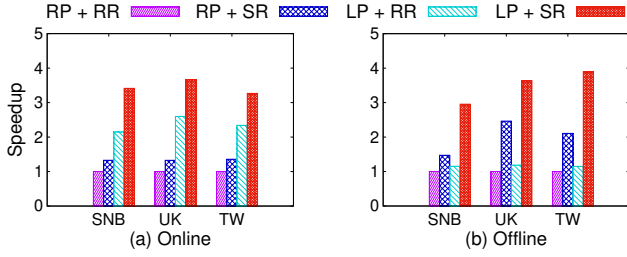 RP + RR RP + SR LP + RR LP + SR
Speedup
5
4
3
2
1
0
SNB UK TW
(a) Online
5
4
3
2
1
0
SNB UK TW
(b) Offline